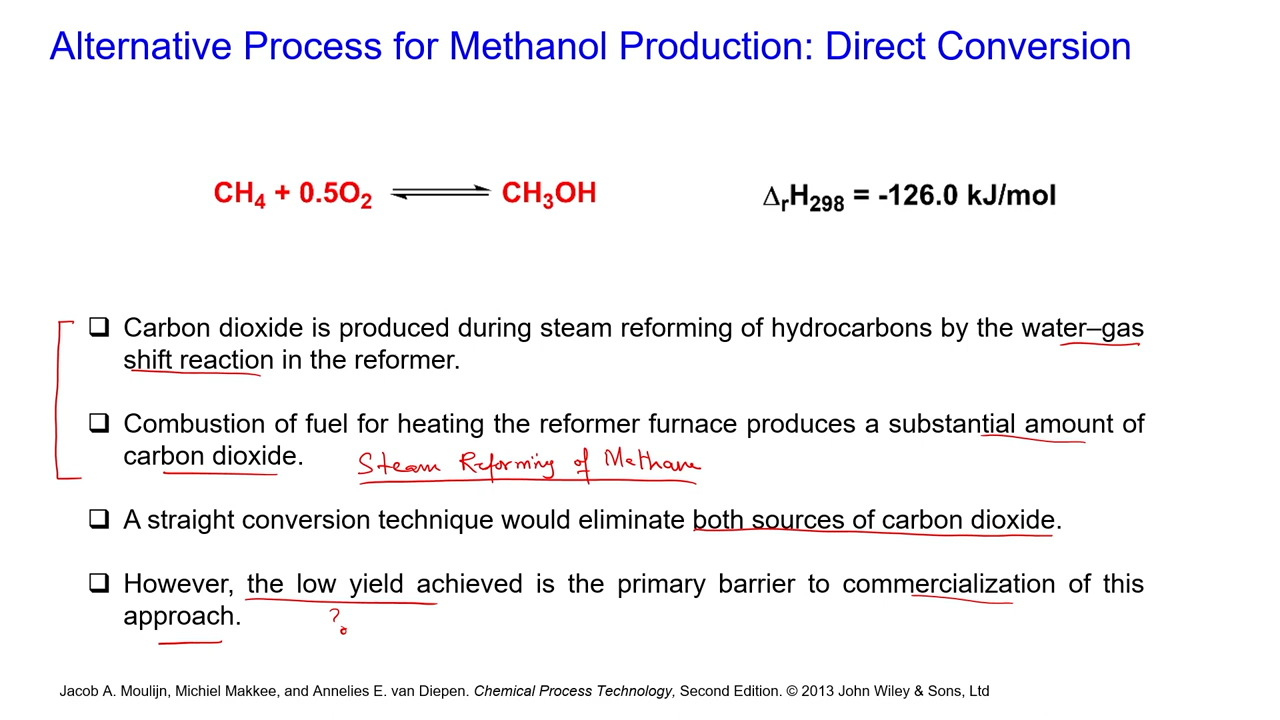 Alternative Process for Methanol Production: Direct Conversion
CH4 + 0.5O2 ⇌ CH3OH ΔrH298 = -126.0 kJ/mol
❑ Carbon dioxide is produced during steam reforming of hydrocarbons by the water–gas
shift reaction in the reformer.
❑ Combustion of fuel for heating the reformer furnace produces a substantial amount of
carbon dioxide. Steam Reforming of Methane
❑ A straight conversion technique would eliminate both sources of carbon dioxide.
❑ However, the low yield achieved is the primary barrier to commercialization of this
approach. ?
Jacob A. Moulijn, Michiel Makkee, and Annelies E. van Diepen. Chemical Process Technology, Second Edition. © 2013 John Wiley & Sons, Ltd